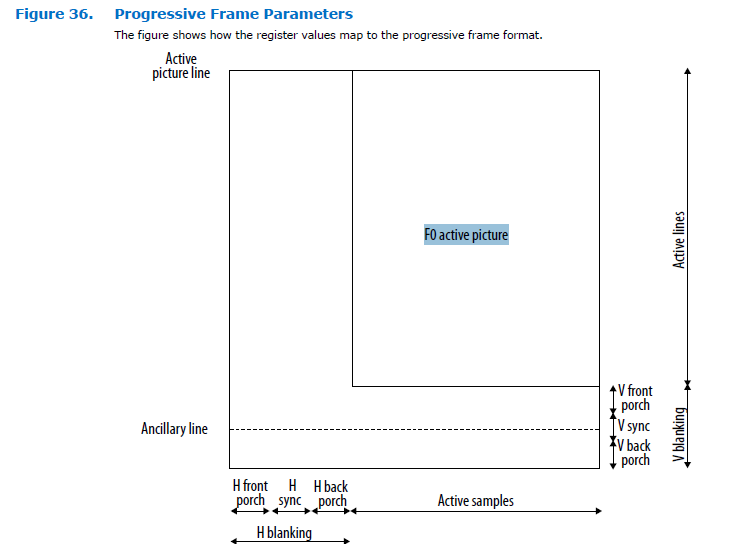 Figure 36. Progressive Frame Parameters
The figure shows how the register values map to the progressive frame format.
Active
picture line
F0 active picture
Active lines
V front
porch
Ancillary line
V sync
V back
porch
V blanking
H front
porch
H
sync
H back
porch
Active samples
H blanking